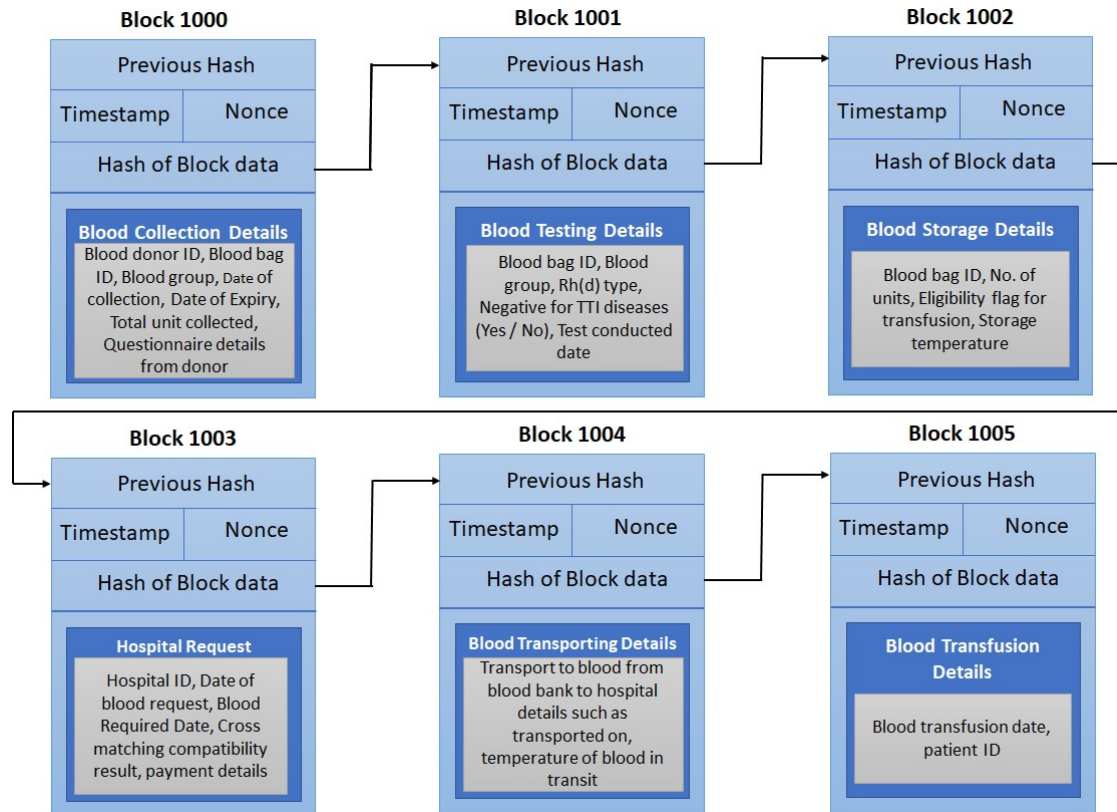 Block 1000
Previous Hash
Timestamp
Nonce
Hash of Block data
Blood Collection Details
Blood donor ID, Blood bag
ID, Blood group, Date of
collection, Date of Expiry,
Total unit collected,
Questionnaire details
from donor
Block 1001
Previous Hash
Timestamp
Nonce
Hash of Block data
Blood Testing Details
Blood bag ID, Blood
group, Rh(d) type,
Negative for TTI diseases
(Yes / No), Test conducted
date
Block 1002
Previous Hash
Timestamp
Nonce
Hash of Block data
Blood Storage Details
Blood bag ID, No. of
units, Eligibility flag for
transfusion, Storage
temperature
Block 1003
Previous Hash
Timestamp
Nonce
Hash of Block data
Hospital Request
Hospital ID, Date of
blood request, Blood
Required Date, Cross
matching compatibility
result, payment details
Block 1004
Previous Hash
Timestamp
Nonce
Hash of Block data
Blood Transporting Details
Transport to blood from
blood bank to hospital
details such as
transported on,
temperature of blood in
transit
Block 1005
Previous Hash
Timestamp
Nonce
Hash of Block data
Blood Transfusion
Details
Blood transfusion date,
patient ID